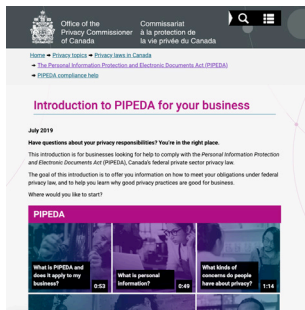 Office of the
Privacy Commissioner
of Canada
Commissariat
à la protection de
la vie privée du Canada
Home ➔ Privacy topics ➔ Privacy laws in Canada
➔ The Personal Information Protection and Electronic Documents Act (PIPEDA)
➔ PIPEDA compliance help
Introduction to PIPEDA for your business
July 2019
Have questions about your privacy responsibilities? You're in the right place.
This introduction is for businesses looking for help to comply with the Personal Information Protection
and Electronic Documents Act (PIPEDA), Canada's federal private sector privacy law.
The goal of this introduction is to offer you information on how to meet your obligations under federal
privacy law, and to help you learn why good privacy practices are good for business.
Where would you like to start?
PIPEDA
What is PIPEDA and
does it apply to my
business?
0:53
What is personal
information?
0:49
What kinds of
concerns do people
have about privacy?
1:14